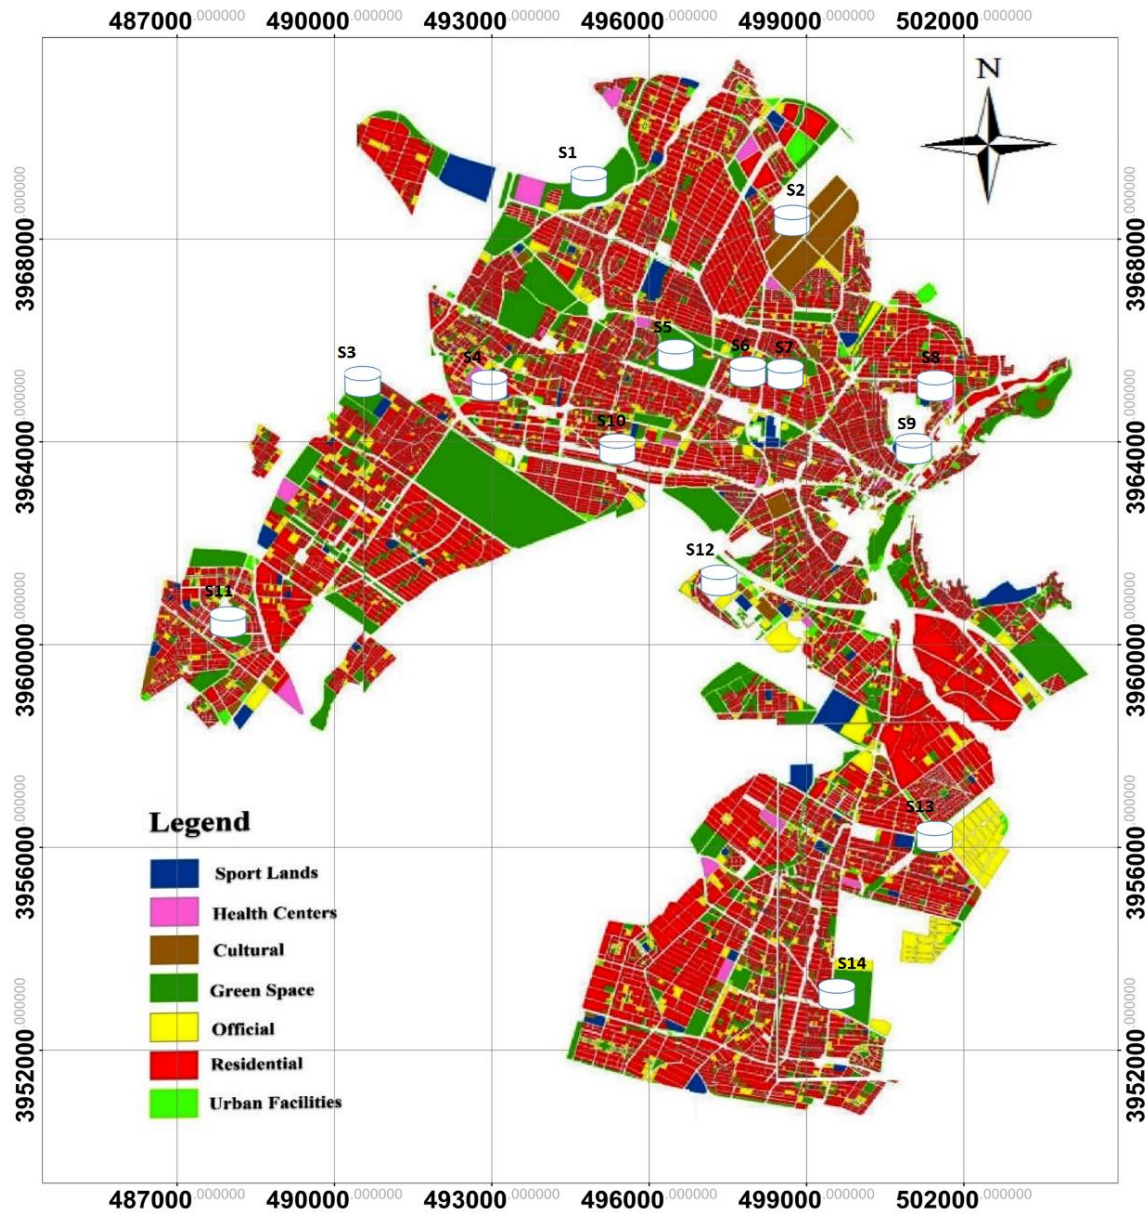 487000.000000 490000.000000 493000.000000 496000.000000 499000.000000 502000.000000
N
S1
S2
3968000.000000
3968000.000000
S3
S4
S5
S6
S7
S8
3964000.000000
3964000.000000
S10
S9
S12
S11
3960000.000000
3960000.000000
S13
3956000.000000
3956000.000000
S14
3952000.000000
3952000.000000
Legend
Sport Lands
Health Centers
Cultural
Green Space
Official
Residential
Urban Facilities
487000.000000 490000.000000 493000.000000 496000.000000 499000.000000 502000.000000